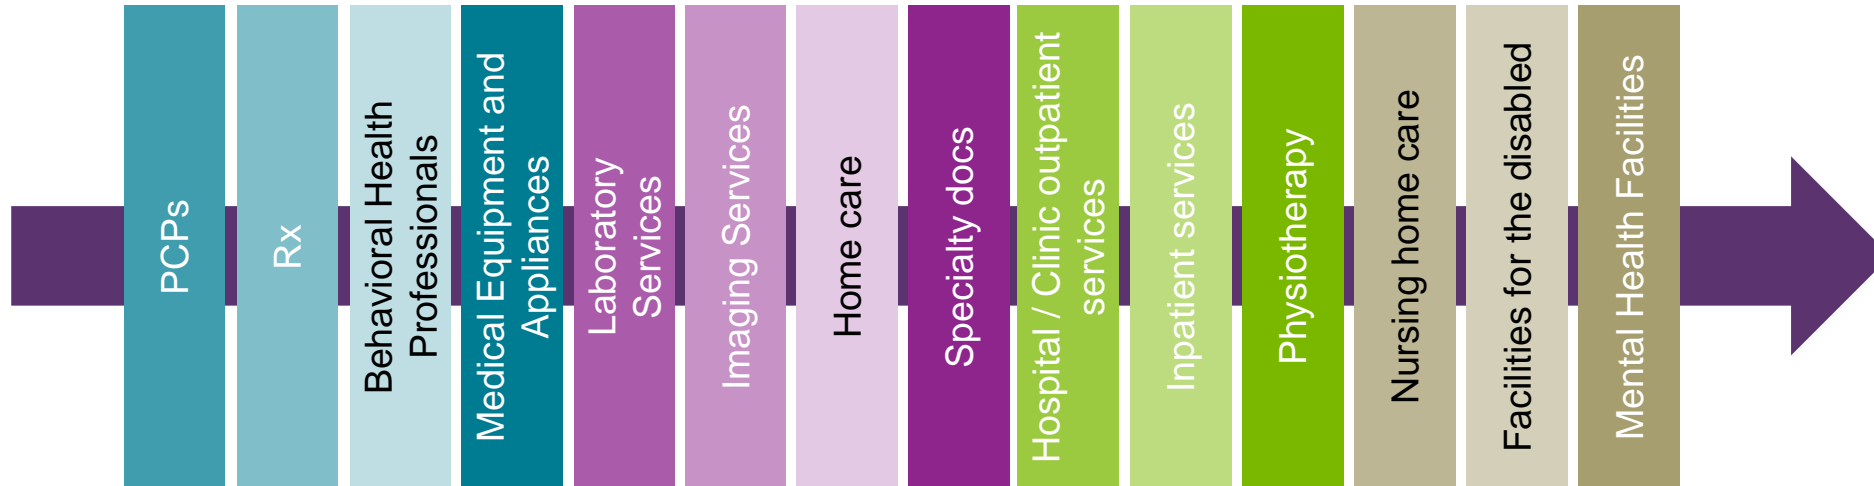 PCPs
Rx
Behavioral Health
Professionals
Medical Equipment and
Appliances
Laboratory
Services
Imaging Services
Home care
Specialty docs
Hospital / Clinic outpatient
services
Inpatient services
Physiotherapy
Nursing home care
Facilities for the disabled
Mental Health Facilities